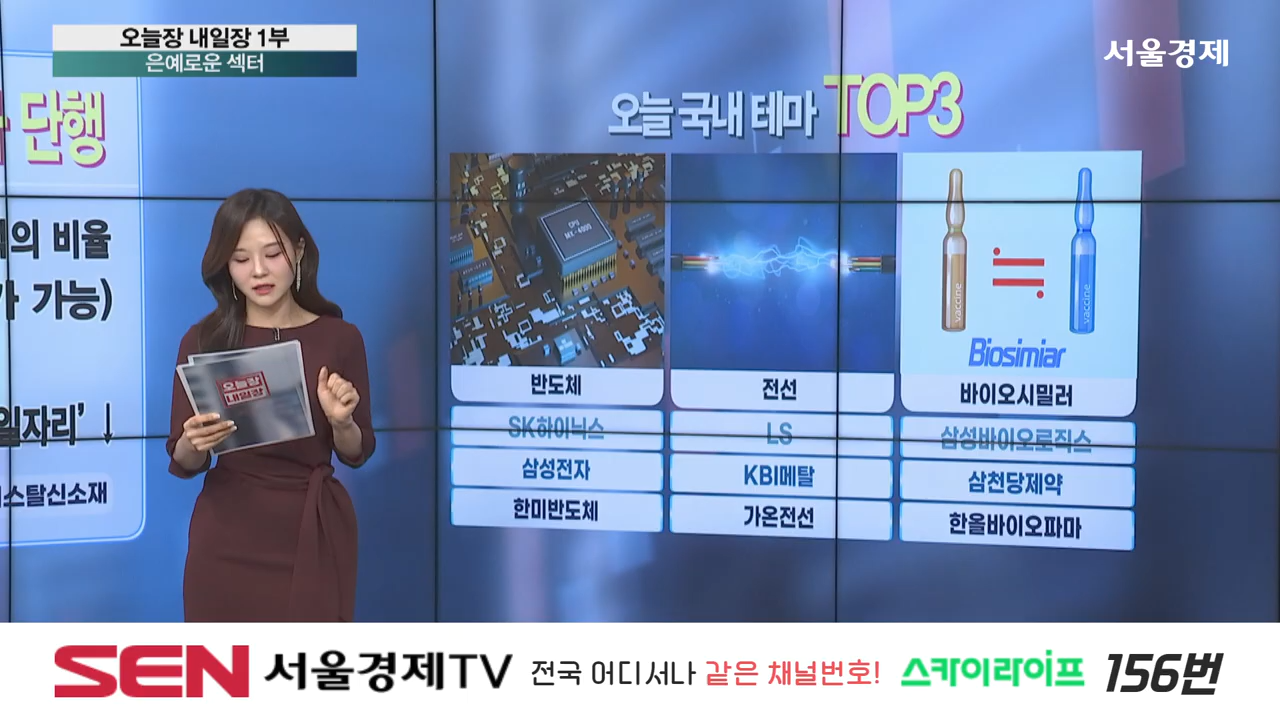 오늘장 내일장 1부
은예로운 섹터
서울경제
단행
의 비율
가 가능)
일자리' ↓
스탈신소재
오늘장
내일장
오늘 국내 테마 TOP3
CPU
MX-4000
vaccine
vaccine
Biosimiar
반도체
전선
바이오시밀러
SK하이닉스
LS
삼성바이오로직스
삼성전자
KBI메탈
삼천당제약
한미반도체
가온전선
한올바이오파마
SEN 서울경제TV 전국 어디서나 같은 채널번호! 스카이라이프 156번